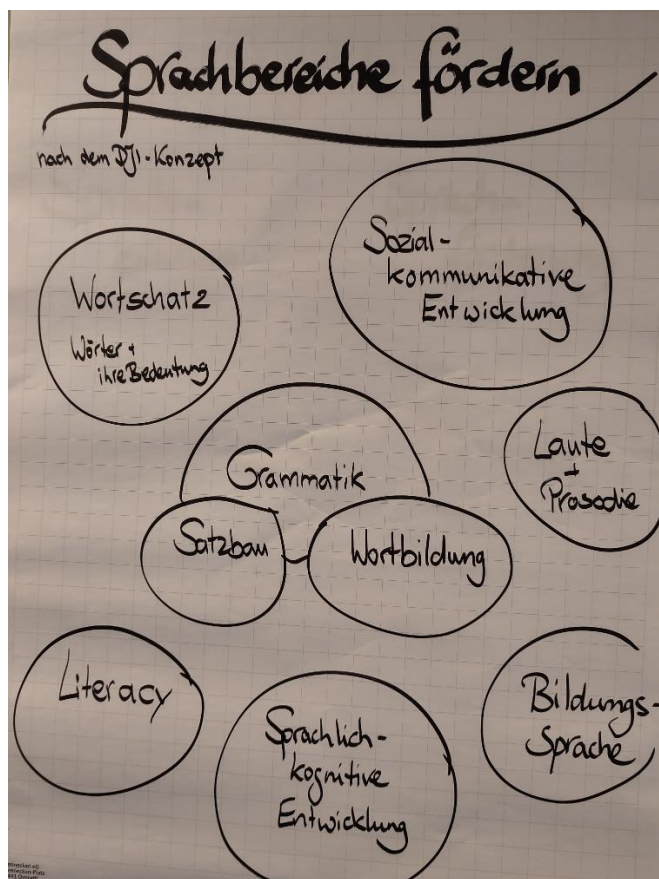 Sprachbereiche fördern
nach dem DJI-Konzept
Sozial-
kommunikative
Entwicklung
Wortschatz
Wörter +
ihre Bedeutung
Grammatik
Laute
+
Prosodie
Satzbau
Wortbildung
Literacy
Bildungs-
Sprache
Sprachlich-
kognitive
Entwicklung